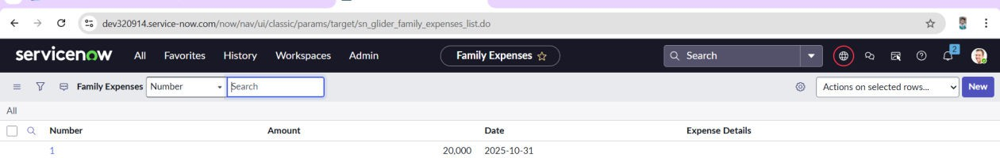 dev320914.service-now.com/now/nav/ui/classic/params/target/sn_glider_family_expenses_list.do
servicenow All Favorites History Workspaces Admin Family Expenses Search 2
Family Expenses Number Search Actions on selected rows... New
All
Number Amount Date Expense Details
1 20,000 2025-10-31